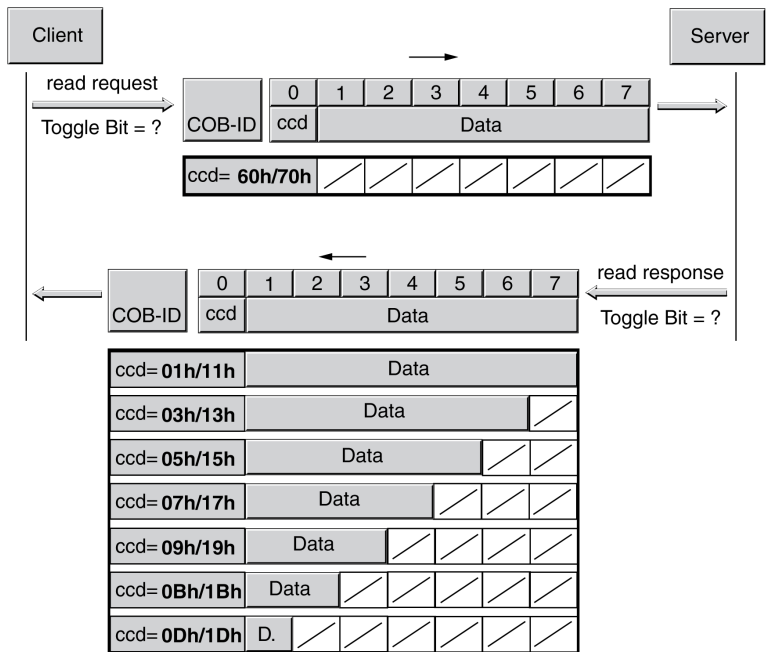 Client
Server
read request
Toggle Bit = ?
COB-ID
0 1 2 3 4 5 6 7
ccd Data
ccd= 60h/70h
read response
Toggle Bit = ?
COB-ID
0 1 2 3 4 5 6 7
ccd Data
ccd= 01h/11h Data
ccd= 03h/13h Data
ccd= 05h/15h Data
ccd= 07h/17h Data
ccd= 09h/19h Data
ccd= 0Bh/1Bh Data
ccd= 0Dh/1Dh D.